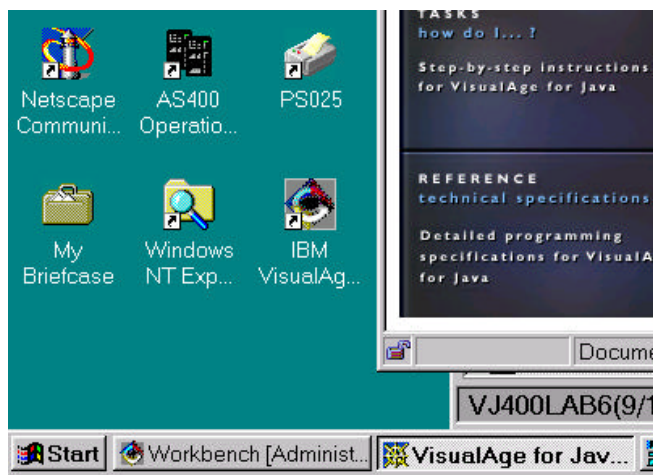 Netscape
Communi...
AS400
Operatio...
PS025
My
Briefcase
Windows
NT Exp...
IBM
VisualAg...
TASKS
how do I... ?
Step-by-step instructions
for VisualAge for Java
REFERENCE
technical specifications
Detailed programming
specifications for VisualA
for Java
Docume
VJ400LAB6(9/1
Start
Workbench [Administ...
VisualAge for Jav...